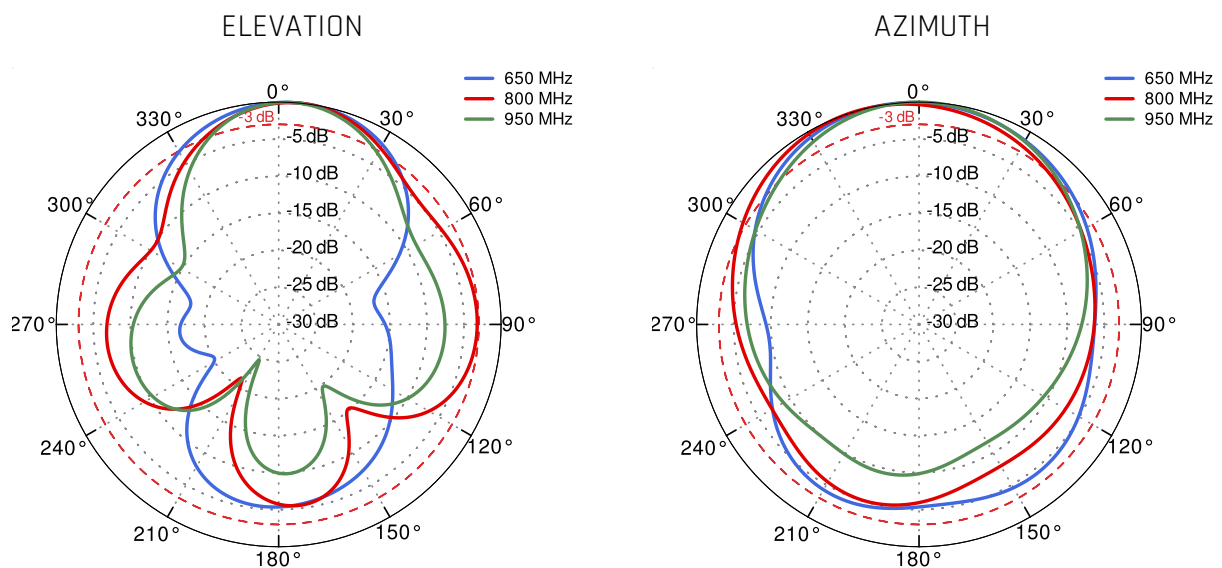 ELEVATION
650 MHz
800 MHz
950 MHz
0°
330°
-3 dB
30°
-5 dB
-10 dB
300°
60°
-15 dB
-20 dB
-25 dB
270°
-30 dB
90°
240°
120°
210°
150°
180°
AZIMUTH
650 MHz
800 MHz
950 MHz
0°
330°
-3 dB
30°
-5 dB
-10 dB
300°
60°
-15 dB
-20 dB
-25 dB
270°
-30 dB
90°
240°
120°
210°
150°
180°